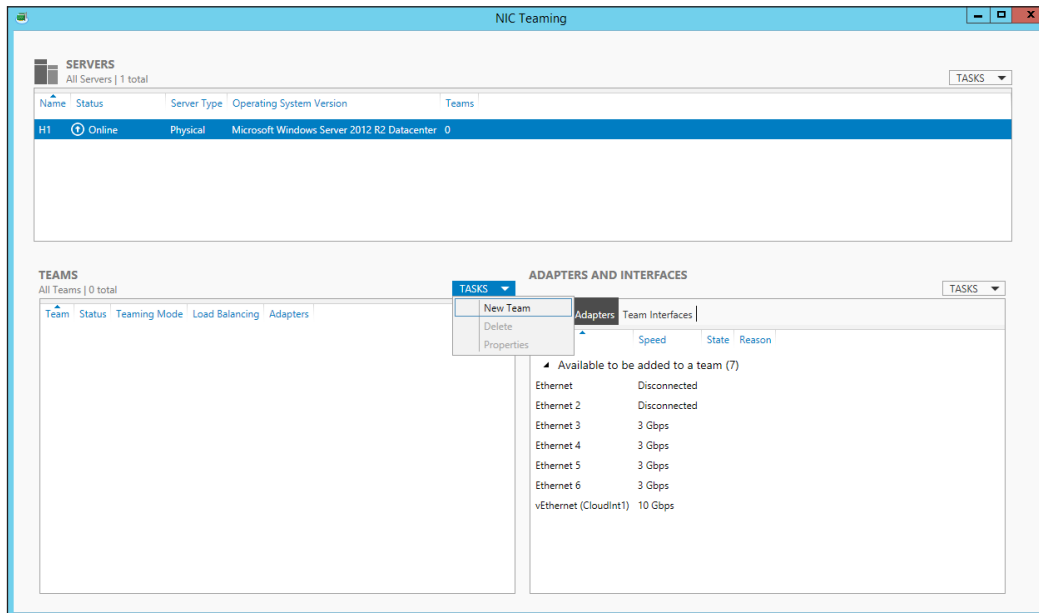 NIC Teaming
SERVERS
All Servers | 1 total
TASKS
Name Status Server Type Operating System Version Teams
H1 Online Physical Microsoft Windows Server 2012 R2 Datacenter 0
TEAMS
All Teams | 0 total
TASKS
New Team
Delete
Properties
Team Status Teaming Mode Load Balancing Adapters
ADAPTERS AND INTERFACES
TASKS
Adapters Team Interfaces
Speed State Reason
Available to be added to a team (7)
Ethernet Disconnected
Ethernet 2 Disconnected
Ethernet 3 3 Gbps
Ethernet 4 3 Gbps
Ethernet 5 3 Gbps
Ethernet 6 3 Gbps
vEthernet (CloudInt1) 10 Gbps